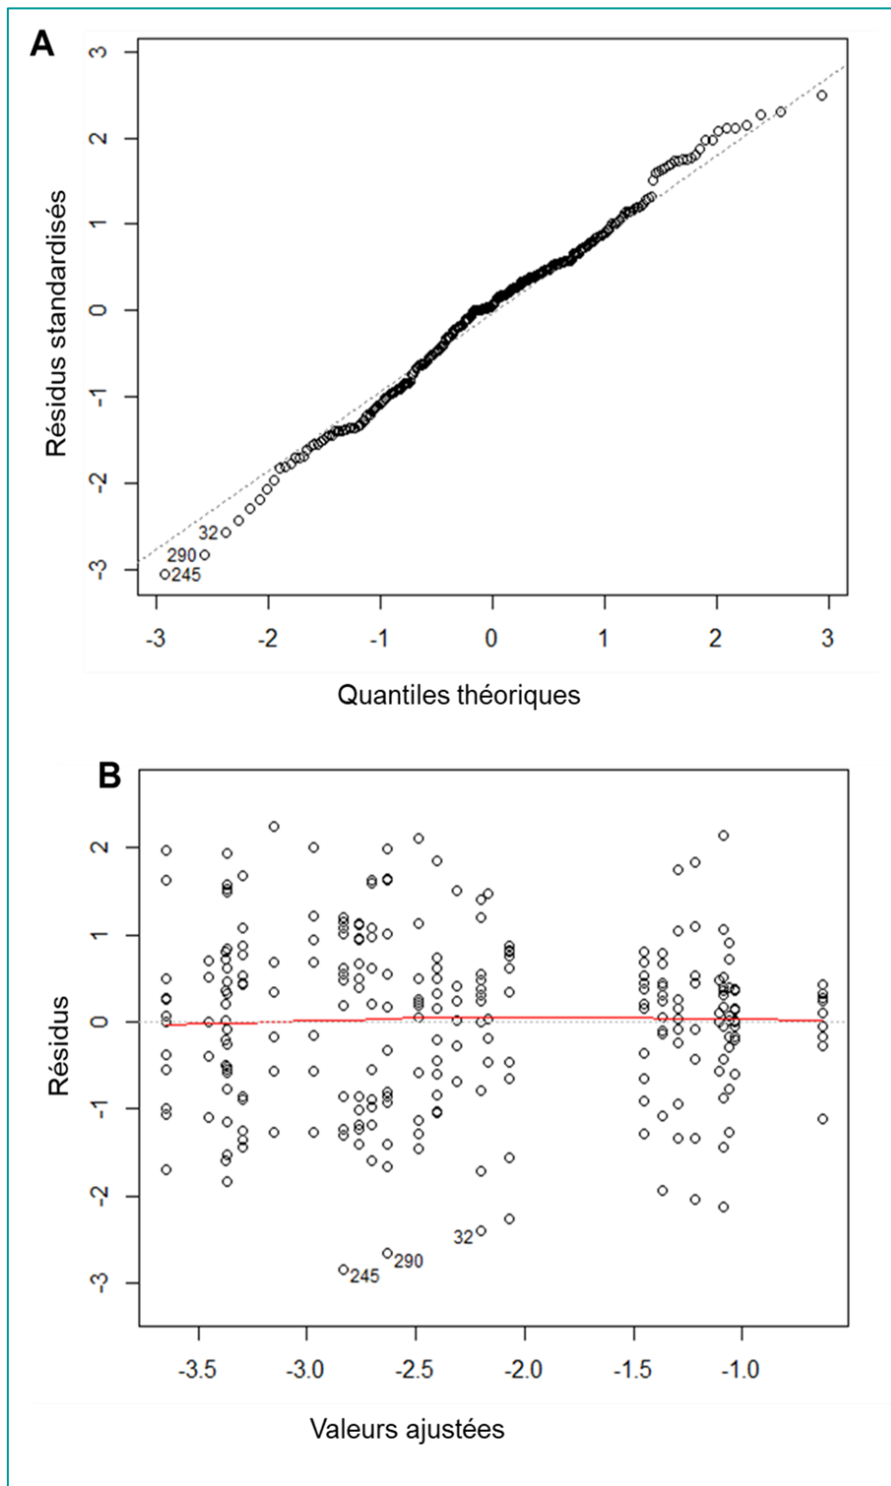 A
3
2
1
0
-1
-2
-3
Résidus standardisés
32
290
245
-3 -2 -1 0 1 2 3
Quantiles théoriques
B
2
1
0
-1
-2
-3
Résidus
32
290
245
-3.5 -3.0 -2.5 -2.0 -1.5 -1.0
Valeurs ajustées